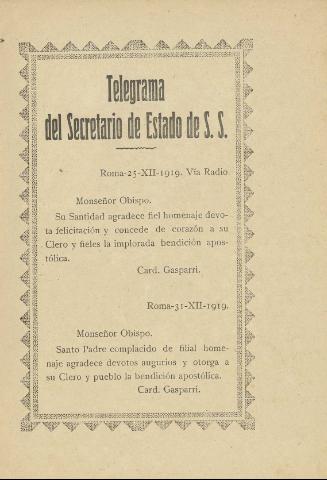 Telegrama
del Secretario de Estado de S. S.
Roma-25-XII-1919. Vía Radio
Monseñor Obispo.
Su Santidad agradece fiel homenaje devo-
ta felicitación y concede de corazón a su
Clero y fieles la implorada bendición apos-
tólica.
Card. Gasparri.
Roma-31-XII-1919.
Monseñor Obispo.
Santo Padre complacido de filial home-
naje agradece devotos augurios y otorga a
su Clero y pueblo la bendición apostólica.
Card. Gasparri.